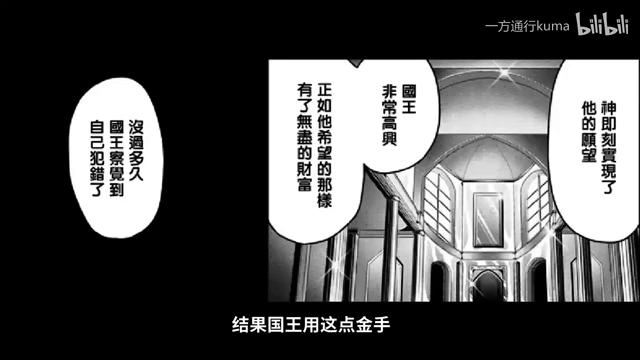 一方通行kuma bilibili
神即刻實現了
他的願望
國王
非常高興
正如他希望的那樣
有了無盡的財富
沒過多久
國王察覺到
自己犯錯了
结果国王用这点金手